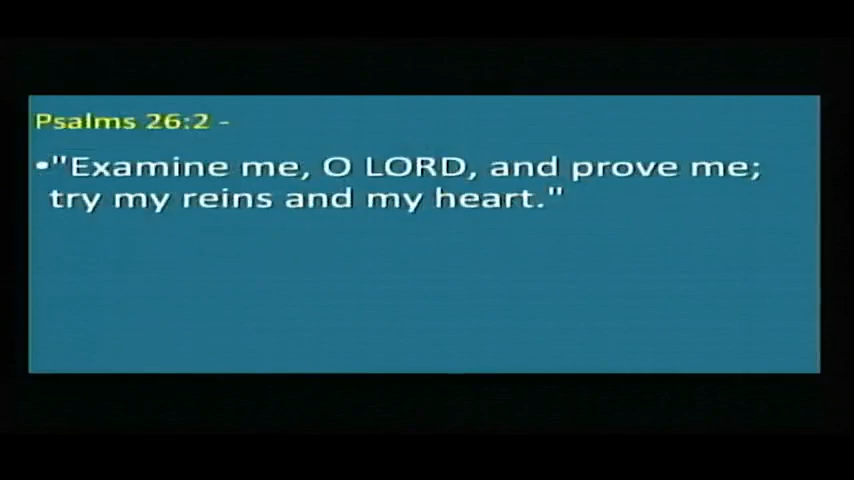 Psalms 26:2 -
•"Examine me, O LORD, and prove me;
try my reins and my heart."